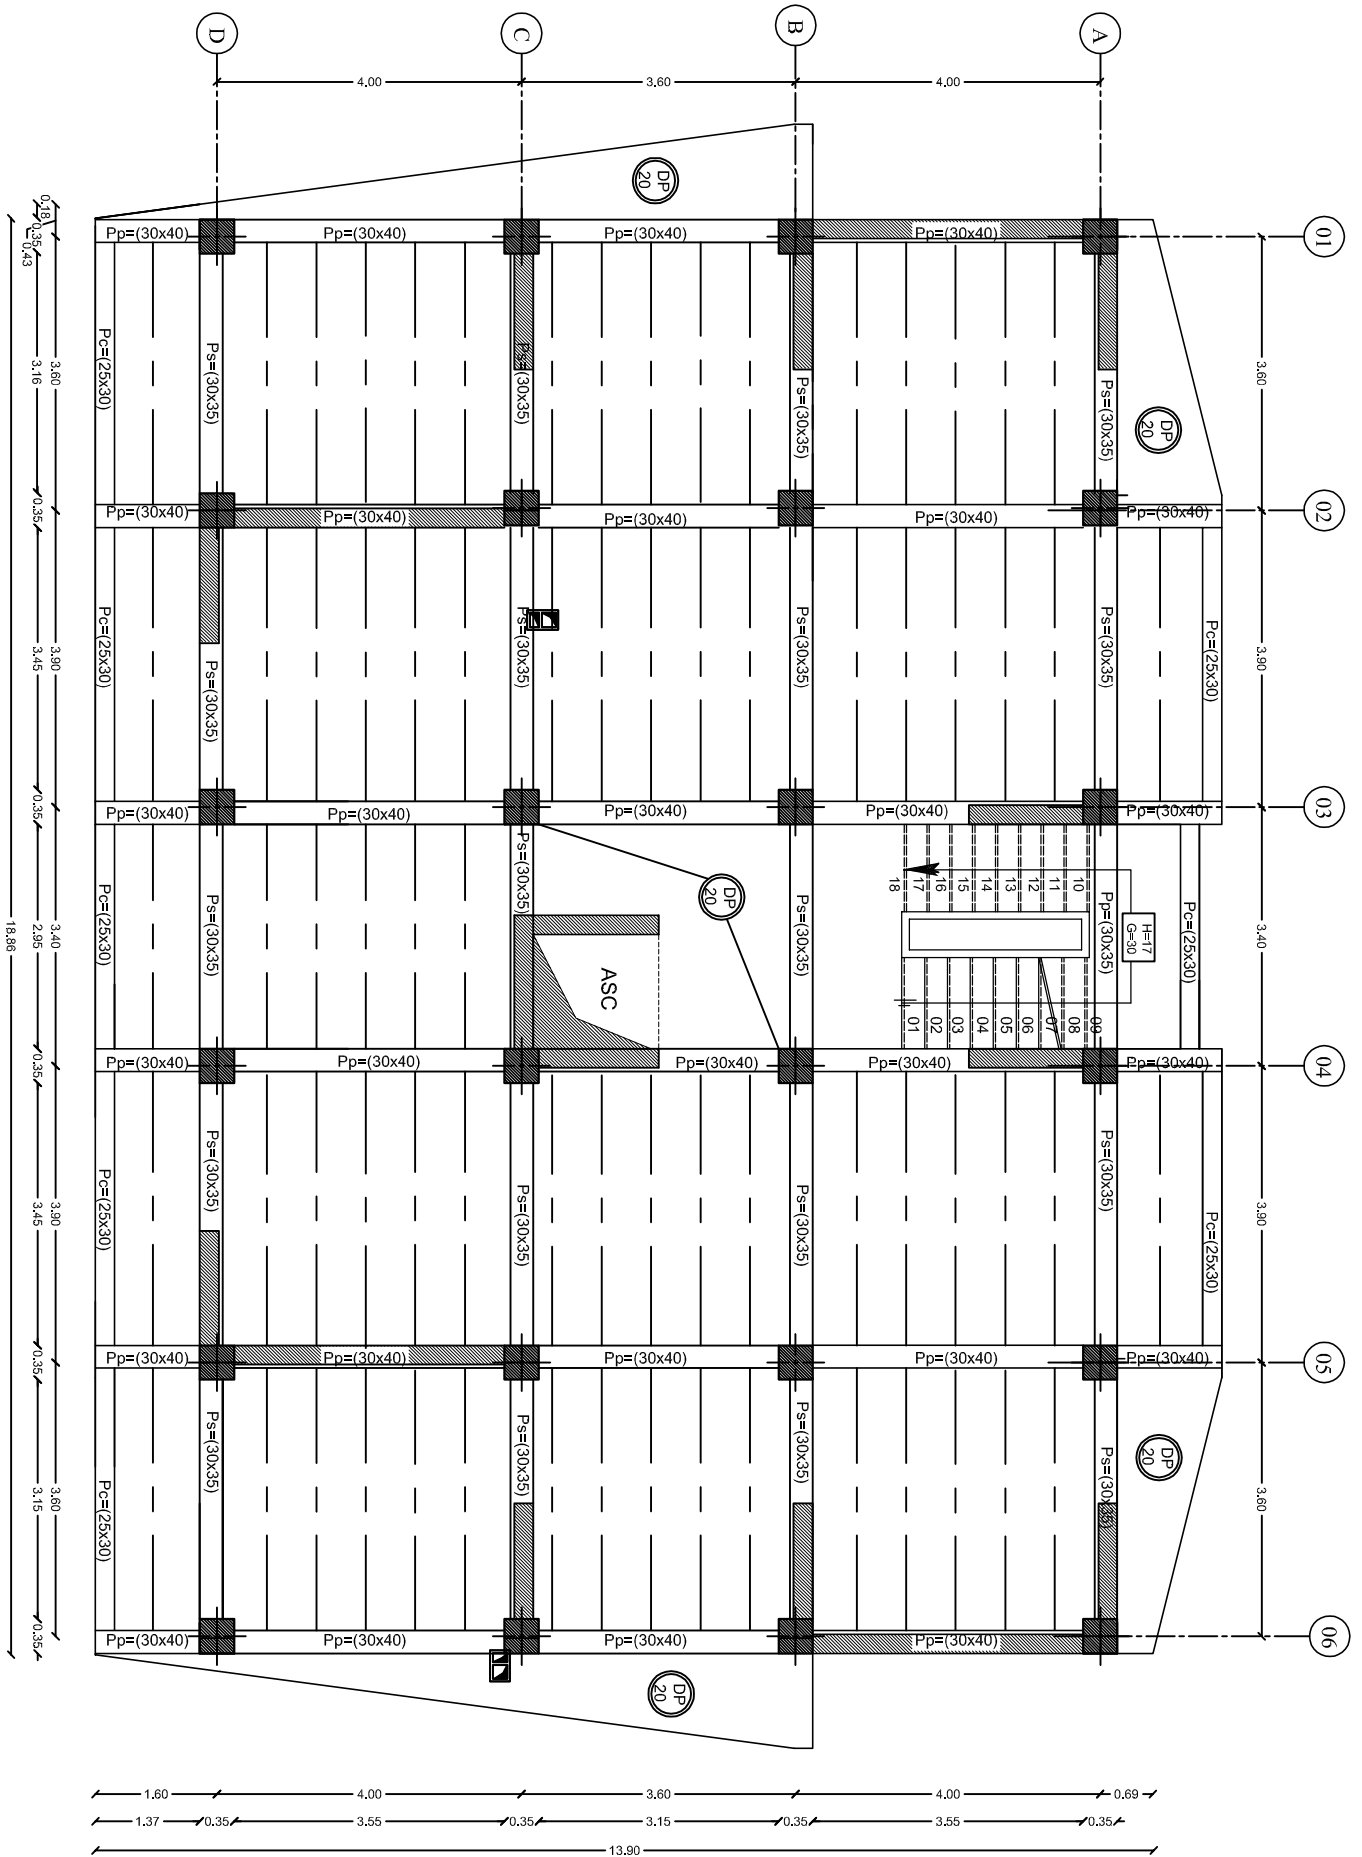 D
C
B
A
4.00
3.60
4.00
DP
20
01
Pp=(30x40)
Pp=(30x40)
Pp=(30x40)
Pp=(30x40)
0.18
0.35
0.43
3.60
3.16
3.60
Pc=(25x30)
Ps=(30x35)
Ps=(30x35)
Ps=(30x35)
Ps=(30x35)
DP
20
02
0.35
Pp=(30x40)
Pp=(30x40)
Pp=(30x40)
Pp=(30x40)
Pp=(30x40)
3.90
3.45
3.90
Pc=(25x30)
Ps=(30x35)
Ps=(30x35)
Ps=(30x35)
Ps=(30x35)
Pc=(25x30)
03
0.35
Pp=(30x40)
Pp=(30x40)
Pp=(30x40)
Pp=(30x40)
Pp=(30x40)
18.86
3.40
2.95
3.40
Pc=(25x30)
Ps=(30x35)
Ps=(30x35)
DP
20
ASC
Ps=(30x35)
18
17
16
15
14
13
12
11
10
Pp=(30x35)
H=17
G=30
Pc=(25x30)
01
02
03
04
05
06
07
08
09
04
0.35
Pp=(30x40)
Pp=(30x40)
Pp=(30x40)
Pp=(30x40)
Pp=(30x40)
3.90
3.45
3.90
Pc=(25x30)
Ps=(30x35)
Ps=(30x35)
Ps=(30x35)
Ps=(30x35)
Pc=(25x30)
05
0.35
Pp=(30x40)
Pp=(30x40)
Pp=(30x40)
Pp=(30x40)
Pp=(30x40)
3.60
3.15
3.60
Pc=(25x30)
Ps=(30x35)
Ps=(30x35)
Ps=(30x35)
Ps=(30x35)
DP
20
06
0.35
Pp=(30x40)
Pp=(30x40)
Pp=(30x40)
Pp=(30x40)
DP
20
1.60
4.00
3.60
4.00
0.69
1.37
0.35
3.55
0.35
3.15
0.35
3.55
0.35
13.90